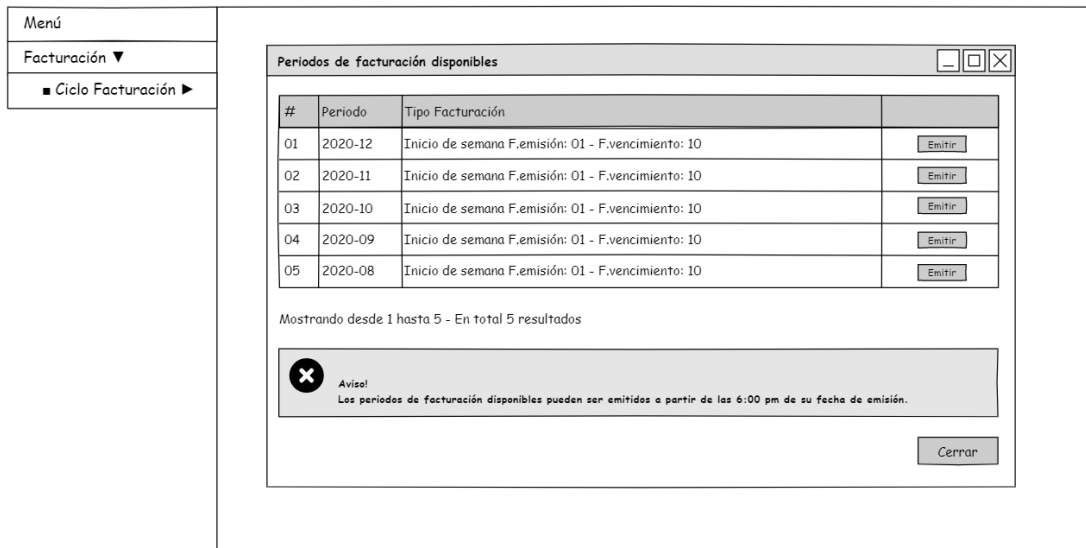 Menú
Facturación ▼
■ Ciclo Facturación ►
Periodos de facturación disponibles
# Periodo Tipo Facturación
01 2020-12 Inicio de semana F.emisión: 01 - F.vencimiento: 10 Emitir
02 2020-11 Inicio de semana F.emisión: 01 - F.vencimiento: 10 Emitir
03 2020-10 Inicio de semana F.emisión: 01 - F.vencimiento: 10 Emitir
04 2020-09 Inicio de semana F.emisión: 01 - F.vencimiento: 10 Emitir
05 2020-08 Inicio de semana F.emisión: 01 - F.vencimiento: 10 Emitir
Mostrando desde 1 hasta 5 - En total 5 resultados
Aviso!
Los periodos de facturación disponibles pueden ser emitidos a partir de las 6:00 pm de su fecha de emisión.
Cerrar